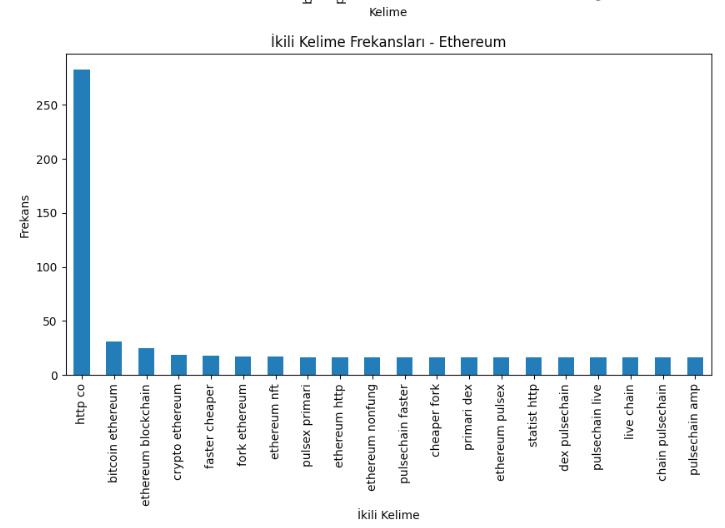 Kelime
İkili Kelime Frekansları - Ethereum
Frekans
250
200
150
100
50
0
http co
bitcoin ethereum
ethereum blockchain
crypto ethereum
faster cheaper
fork ethereum
ethereum nft
pulsex primari
ethereum http
ethereum nonfung
pulsechain faster
cheaper fork
primari dex
ethereum pulsex
statist http
dex pulsechain
pulsechain live
live chain
chain pulsechain
pulsechain amp
İkili Kelime